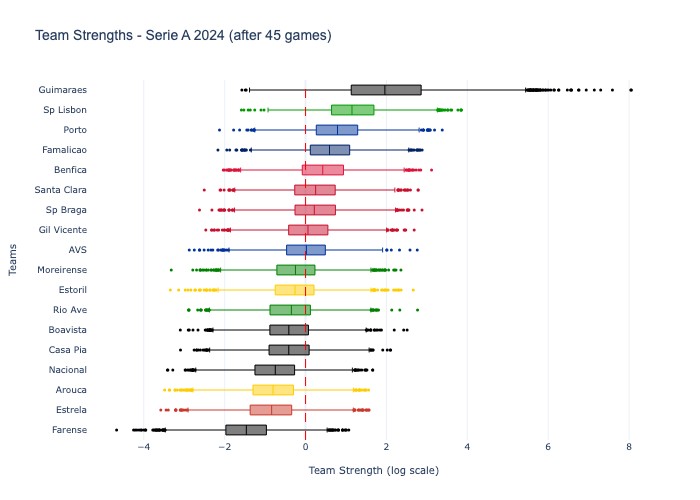 Team Strengths - Serie A 2024 (after 45 games)
Guimaraes
Sp Lisbon
Porto
Famalicao
Benfica
Santa Clara
Sp Braga
Gil Vicente
AVS
Moreirense
Estoril
Rio Ave
Boavista
Casa Pia
Nacional
Arouca
Estrela
Farense
Teams
−4 −2 0 2 4 6 8
Team Strength (log scale)